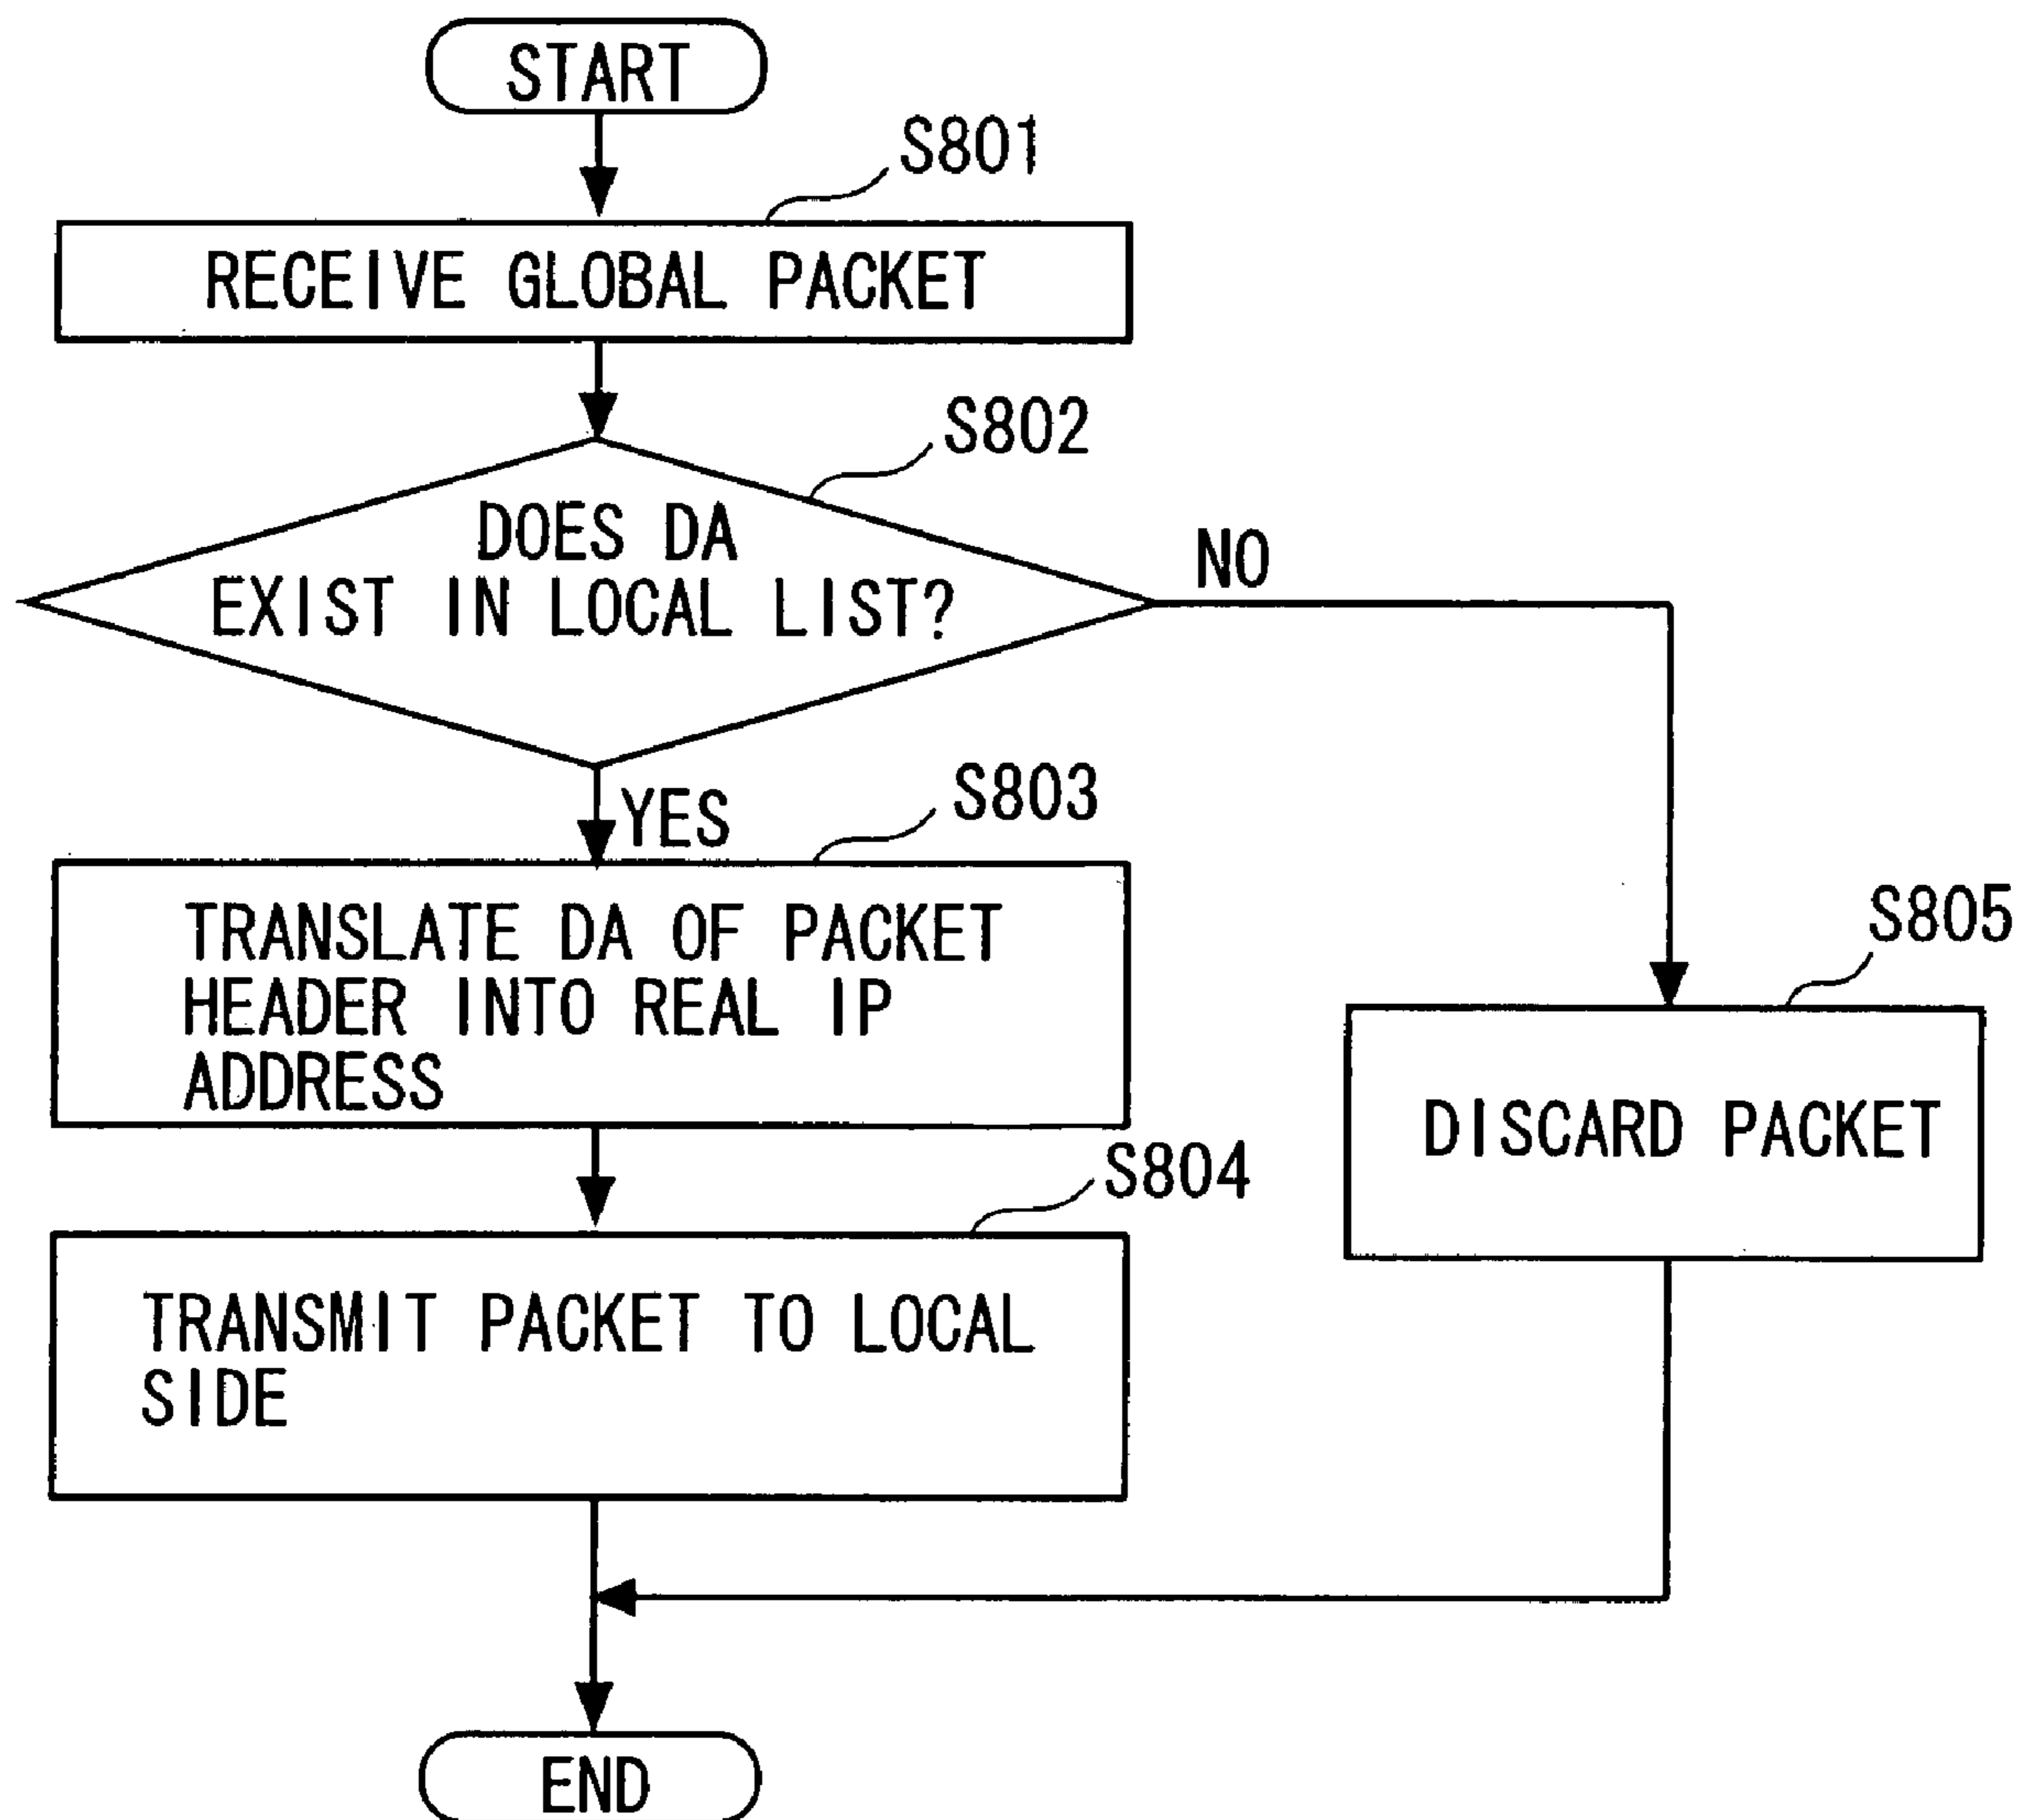 START
S801
RECEIVE GLOBAL PACKET
S802
DOES DA
EXIST IN LOCAL LIST?
NO
YES
S803
TRANSLATE DA OF PACKET
HEADER INTO REAL IP
ADDRESS
S805
DISCARD PACKET
S804
TRANSMIT PACKET TO LOCAL
SIDE
END